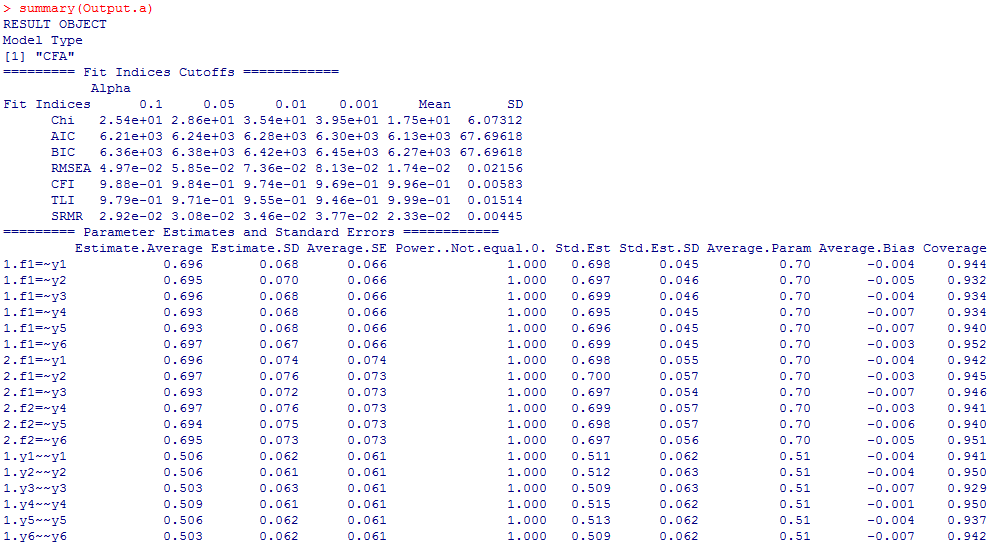 > summary(Output.a)
RESULT OBJECT
Model Type
[1] "CFA"
========= Fit Indices Cutoffs ============
           Alpha
Fit Indices      0.1     0.05     0.01    0.001     Mean       SD
      Chi   2.54e+01 2.86e+01 3.54e+01 3.95e+01 1.75e+01  6.07312
      AIC   6.21e+03 6.24e+03 6.28e+03 6.30e+03 6.13e+03 67.69618
      BIC   6.36e+03 6.38e+03 6.42e+03 6.45e+03 6.27e+03 67.69618
      RMSEA 4.97e-02 5.85e-02 7.36e-02 8.13e-02 1.74e-02  0.02156
      CFI   9.88e-01 9.84e-01 9.74e-01 9.69e-01 9.96e-01  0.00583
      TLI   9.79e-01 9.71e-01 9.55e-01 9.46e-01 9.99e-01  0.01514
      SRMR  2.92e-02 3.08e-02 3.46e-02 3.77e-02 2.33e-02  0.00445
========= Parameter Estimates and Standard Errors ============
         Estimate.Average Estimate.SD Average.SE Power..Not.equal.0. Std.Est Std.Est.SD Average.Param Average.Bias Coverage
1.f1=~y1            0.696       0.068      0.066               1.000   0.698      0.045          0.70       -0.004    0.944
1.f1=~y2            0.695       0.070      0.066               1.000   0.697      0.046          0.70       -0.005    0.932
1.f1=~y3            0.696       0.068      0.066               1.000   0.699      0.046          0.70       -0.004    0.934
1.f1=~y4            0.693       0.068      0.066               1.000   0.695      0.045          0.70       -0.007    0.934
1.f1=~y5            0.693       0.068      0.066               1.000   0.696      0.045          0.70       -0.007    0.940
1.f1=~y6            0.697       0.067      0.066               1.000   0.699      0.045          0.70       -0.003    0.952
2.f1=~y1            0.696       0.074      0.074               1.000   0.698      0.055          0.70       -0.004    0.942
2.f1=~y2            0.697       0.076      0.073               1.000   0.700      0.057          0.70       -0.003    0.945
2.f1=~y3            0.693       0.072      0.073               1.000   0.697      0.054          0.70       -0.007    0.946
2.f2=~y4            0.697       0.076      0.073               1.000   0.699      0.057          0.70       -0.003    0.941
2.f2=~y5            0.694       0.075      0.073               1.000   0.698      0.057          0.70       -0.006    0.940
2.f2=~y6            0.695       0.073      0.073               1.000   0.697      0.056          0.70       -0.005    0.951
1.y1~~y1            0.506       0.062      0.061               1.000   0.511      0.062          0.51       -0.004    0.941
1.y2~~y2            0.506       0.061      0.061               1.000   0.512      0.063          0.51       -0.004    0.950
1.y3~~y3            0.503       0.063      0.061               1.000   0.509      0.063          0.51       -0.007    0.929
1.y4~~y4            0.509       0.061      0.061               1.000   0.515      0.062          0.51       -0.001    0.950
1.y5~~y5            0.506       0.062      0.061               1.000   0.513      0.062          0.51       -0.004    0.937
1.y6~~y6            0.503       0.062      0.061               1.000   0.509      0.062          0.51       -0.007    0.942